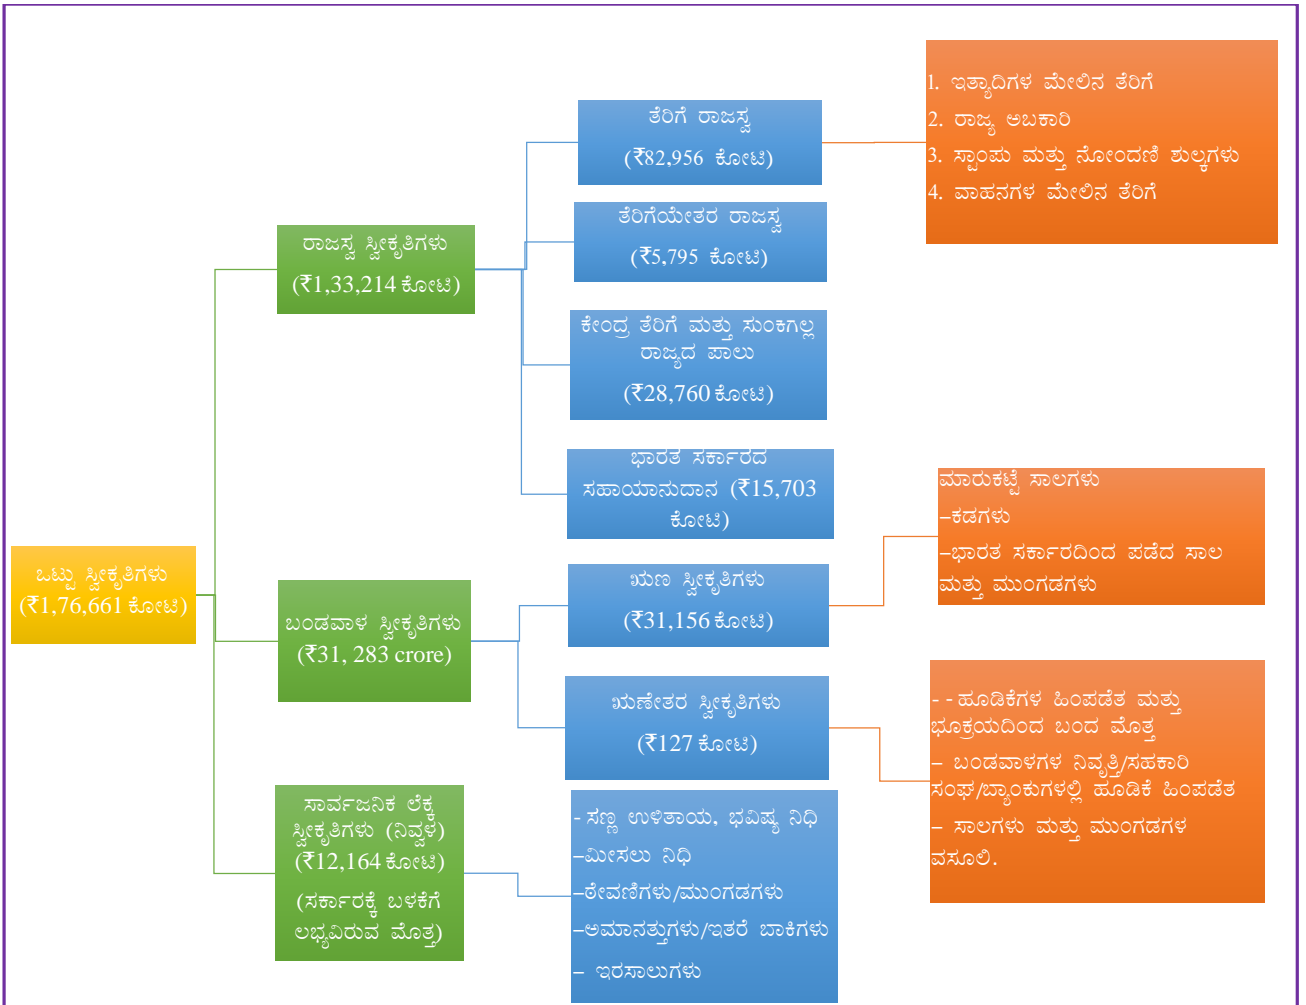 ಒಟ್ಟು ಸ್ವೀಕೃತಿಗಳು
(₹1,76,661 ಕೋಟಿ)
ರಾಜಸ್ವ ಸ್ವೀಕೃತಿಗಳು
(₹1,33,214 ಕೋಟಿ)
ತೆರಿಗೆ ರಾಜಸ್ವ
(₹82,956 ಕೋಟಿ)
1. ಇತ್ಯಾದಿಗಳ ಮೇಲಿನ ತೆರಿಗೆ
2. ರಾಜ್ಯ ಅಬಕಾರಿ
3. ಸ್ಟಾಂಪು ಮತ್ತು ನೋಂದಣಿ ಶುಲ್ಕಗಳು
4. ವಾಹನಗಳ ಮೇಲಿನ ತೆರಿಗೆ
ತೆರಿಗೆಯೇತರ ರಾಜಸ್ವ
(₹5,795 ಕೋಟಿ)
ಕೇಂದ್ರ ತೆರಿಗೆ ಮತ್ತು ಸುಂಕಗಿಲ್ಲ
ರಾಜ್ಯದ ಪಾಲು
(₹28,760 ಕೋಟಿ)
ಭಾರತ ಸರ್ಕಾರದ
ಸಹಾಯಾನುದಾನ (₹15,703
ಕೋಟಿ)
ಬಂಡವಾಳ ಸ್ವೀಕೃತಿಗಳು
(₹31, 283 crore)
ಋಣ ಸ್ವೀಕೃತಿಗಳು
(₹31,156 ಕೋಟಿ)
ಮಾರುಕಟ್ಟೆ ಸಾಲಗಳು
–ಕಡಗಳು
–ಭಾರತ ಸರ್ಕಾರದಿಂದ ಪಡೆದ ಸಾಲ
ಮತ್ತು ಮುಂಗಡಗಳು
ಋಣೇತರ ಸ್ವೀಕೃತಿಗಳು
(₹127 ಕೋಟಿ)
- - ಹೂಡಿಕೆಗಳ ಹಿಂಪಡೆತ ಮತ್ತು
ಭೂಕ್ರಯದಿಂದ ಬಂದ ಮೊತ್ತ
– ಬಂಡವಾಳಗಳ ನಿವೃತ್ತಿ/ಸಹಕಾರಿ
ಸಂಘ/ಬ್ಯಾಂಕುಗಳಲ್ಲಿ ಹೂಡಿಕೆ ಹಿಂಪಡೆತ
– ಸಾಲಗಳು ಮತ್ತು ಮುಂಗಡಗಳ
ವಸೂಲಿ.
ಸಾರ್ವಜನಿಕ ಲೆಕ್ಕ
ಸ್ವೀಕೃತಿಗಳು (ನಿವ್ವಳ)
(₹12,164 ಕೋಟಿ)
(ಸರ್ಕಾರಕ್ಕೆ ಬಳಕೆಗೆ
ಲಭ್ಯವಿರುವ ಮೊತ್ತ)
- ಸಣ್ಣ ಉಳಿತಾಯ, ಭವಿಷ್ಯ ನಿಧಿ
–ಮೀಸಲು ನಿಧಿ
–ಠೇವಣಿಗಳು/ಮುಂಗಡಗಳು
–ಅಮಾನತ್ತುಗಳು/ಇತರೆ ಬಾಕಿಗಳು
– ಇರಸಾಲುಗಳು